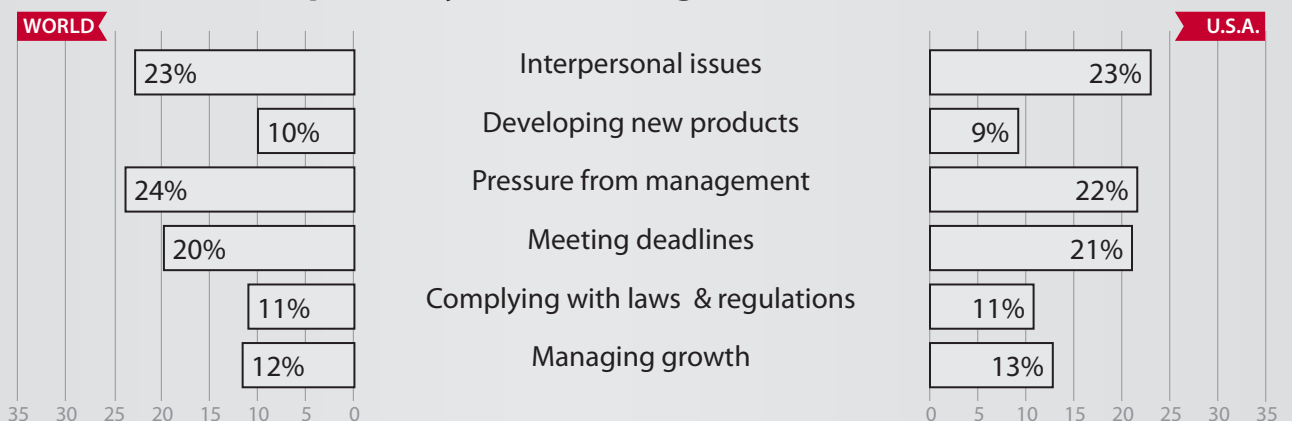 WORLD U.S.A.
23% Interpersonal issues 23%
10% Developing new products 9%
24% Pressure from management 22%
20% Meeting deadlines 21%
11% Complying with laws & regulations 11%
12% Managing growth 13%
35 30 25 20 15 10 5 0 0 5 10 15 20 25 30 35